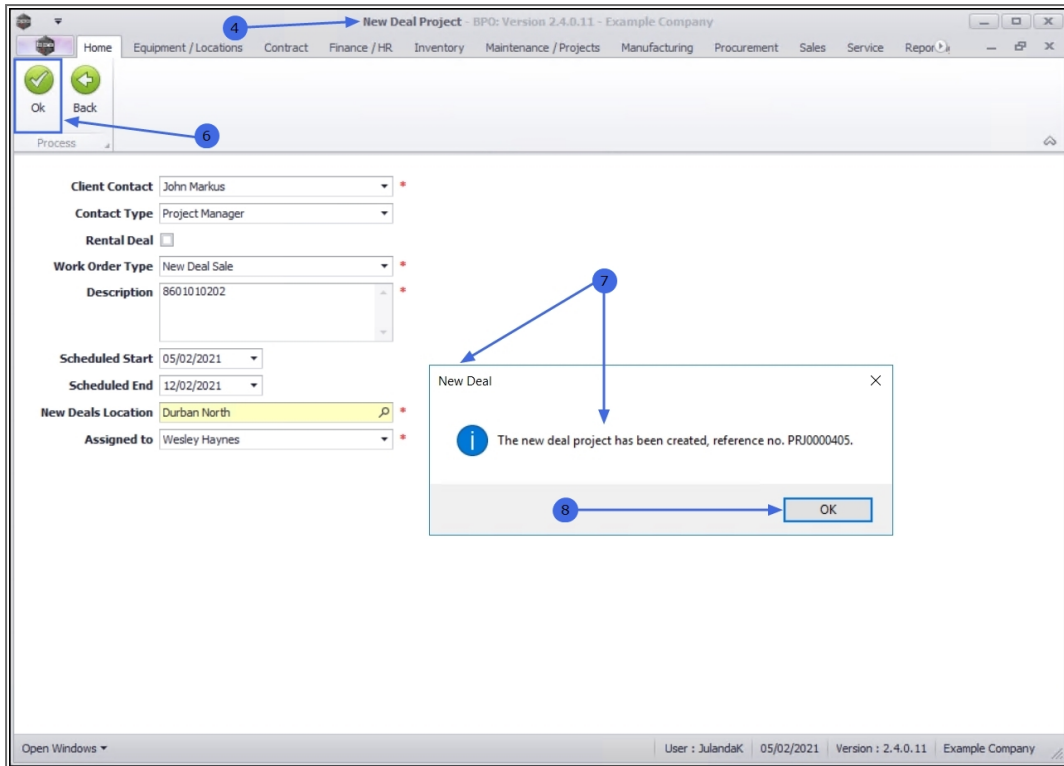 4 New Deal Project - BPO: Version 2.4.0.11 - Example Company
Home Equipment / Locations Contract Finance / HR Inventory Maintenance / Projects Manufacturing Procurement Sales Service Repor
Ok Back
6
Process
Client Contact John Markus *
Contact Type Project Manager
Rental Deal
Work Order Type New Deal Sale *
Description 8601010202 *
7
Scheduled Start 05/02/2021
Scheduled End 12/02/2021
New Deals Location Durban North *
Assigned to Wesley Haynes *
New Deal
The new deal project has been created, reference no. PRJ0000405.
8 OK
Open Windows User : JulandaK 05/02/2021 Version : 2.4.0.11 Example Company